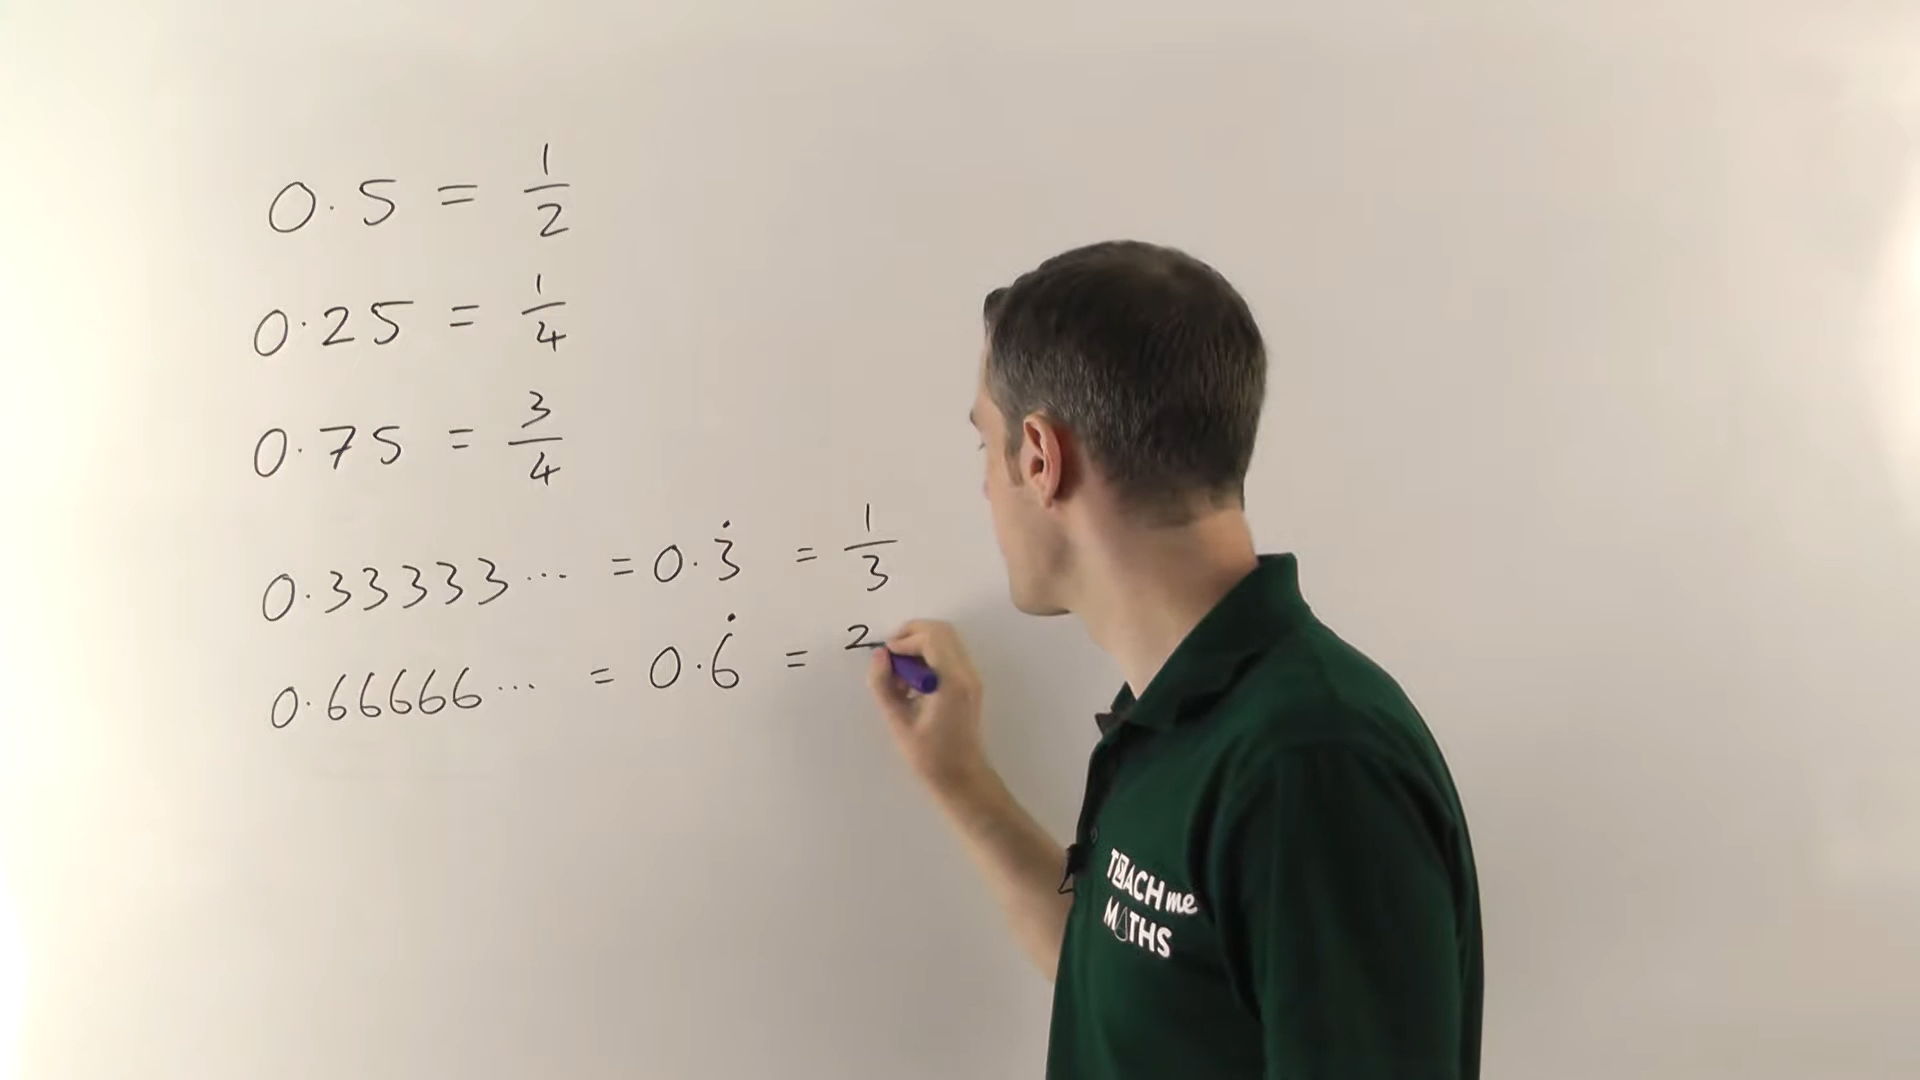 0.5 = 1/2
0.25 = 1/4
0.75 = 3/4
0.33333... = 0.3̇ = 1/3
0.66666... = 0.6̇ = 2
TEACH me
MATHS